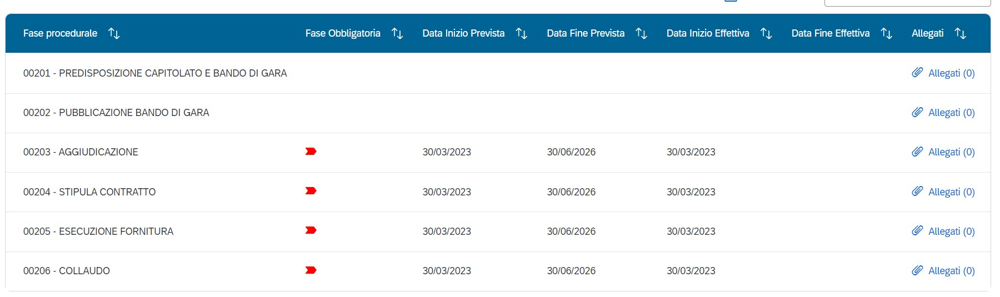 Fase procedurale Fase Obbligatoria Data Inizio Prevista Data Fine Prevista Data Inizio Effettiva Data Fine Effettiva Allegati
00201 - PREDISPOSIZIONE CAPITOLATO E BANDO DI GARA Allegati (0)
00202 - PUBBLICAZIONE BANDO DI GARA Allegati (0)
00203 - AGGIUDICAZIONE 30/03/2023 30/06/2026 30/03/2023 Allegati (0)
00204 - STIPULA CONTRATTO 30/03/2023 30/06/2026 30/03/2023 Allegati (0)
00205 - ESECUZIONE FORNITURA 30/03/2023 30/06/2026 30/03/2023 Allegati (0)
00206 - COLLAUDO 30/03/2023 30/06/2026 30/03/2023 Allegati (0)